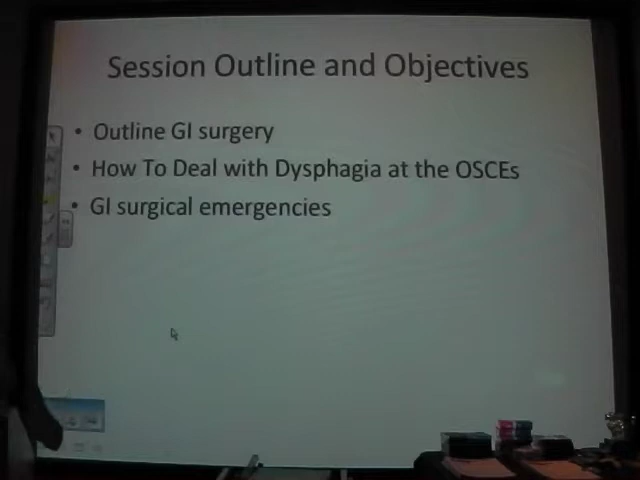 Session Outline and Objectives
• Outline GI surgery
• How To Deal with Dysphagia at the OSCEs
• GI surgical emergencies